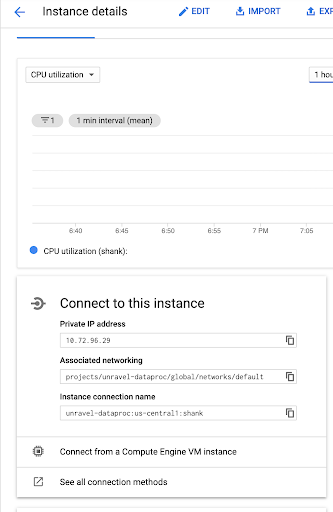 Instance details
EDIT
IMPORT
EXP
CPU utilization
1 hou
1
1 min interval (mean)
6:40 6:45 6:50 6:55 7 PM 7:05
CPU utilization (shank):
Connect to this instance
Private IP address
10.72.96.29
Associated networking
projects/unravel-dataproc/global/networks/default
Instance connection name
unravel-dataproc:us-central1:shank
Connect from a Compute Engine VM instance
See all connection methods